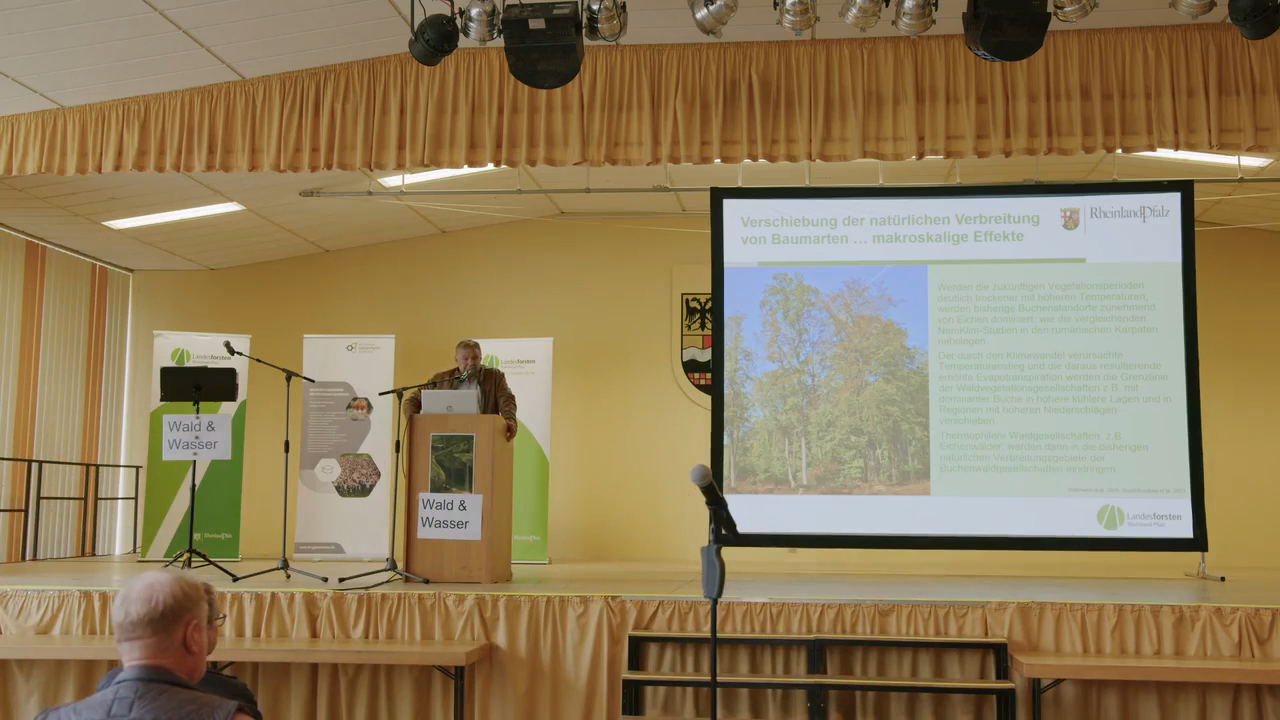 Verschiebung der natürlichen Verbreitung
von Baumarten ... makroskalige Effekte
RheinlandPfalz
Werden die zukünftigen Vegetationsperioden
deutlich trockener mit höheren Temperaturen
werden bisherige Buchenstandorte zunehmend
von Eichen dominiert, wie die vergleichenden
NemKlim-Studien in den rumänischen Karpaten
nahelegen.
Der durch den Klimawandel verursachte
Temperaturanstieg und die daraus resultierende
erhöhte Evapotranspiration werden die Grenzlinie
der Waldvegetationsgesellschaften z.B. mit
dominanter Buche in höhere kühlere Lagen und in
Regionen mit höheren Niederschlägen
verschieben.
Thermophilere Waldgesellschaften, z.B.
Eichenwälder, werden dann in die bisherigen
natürlichen Verbreitungsgebiete der
Buchenwaldgesellschaften eindringen.
Landesforsten
Rheinland-Pfalz
Landesforsten
Wald &
Wasser
RheinlandPfalz
Landesforsten
Wald &
Wasser